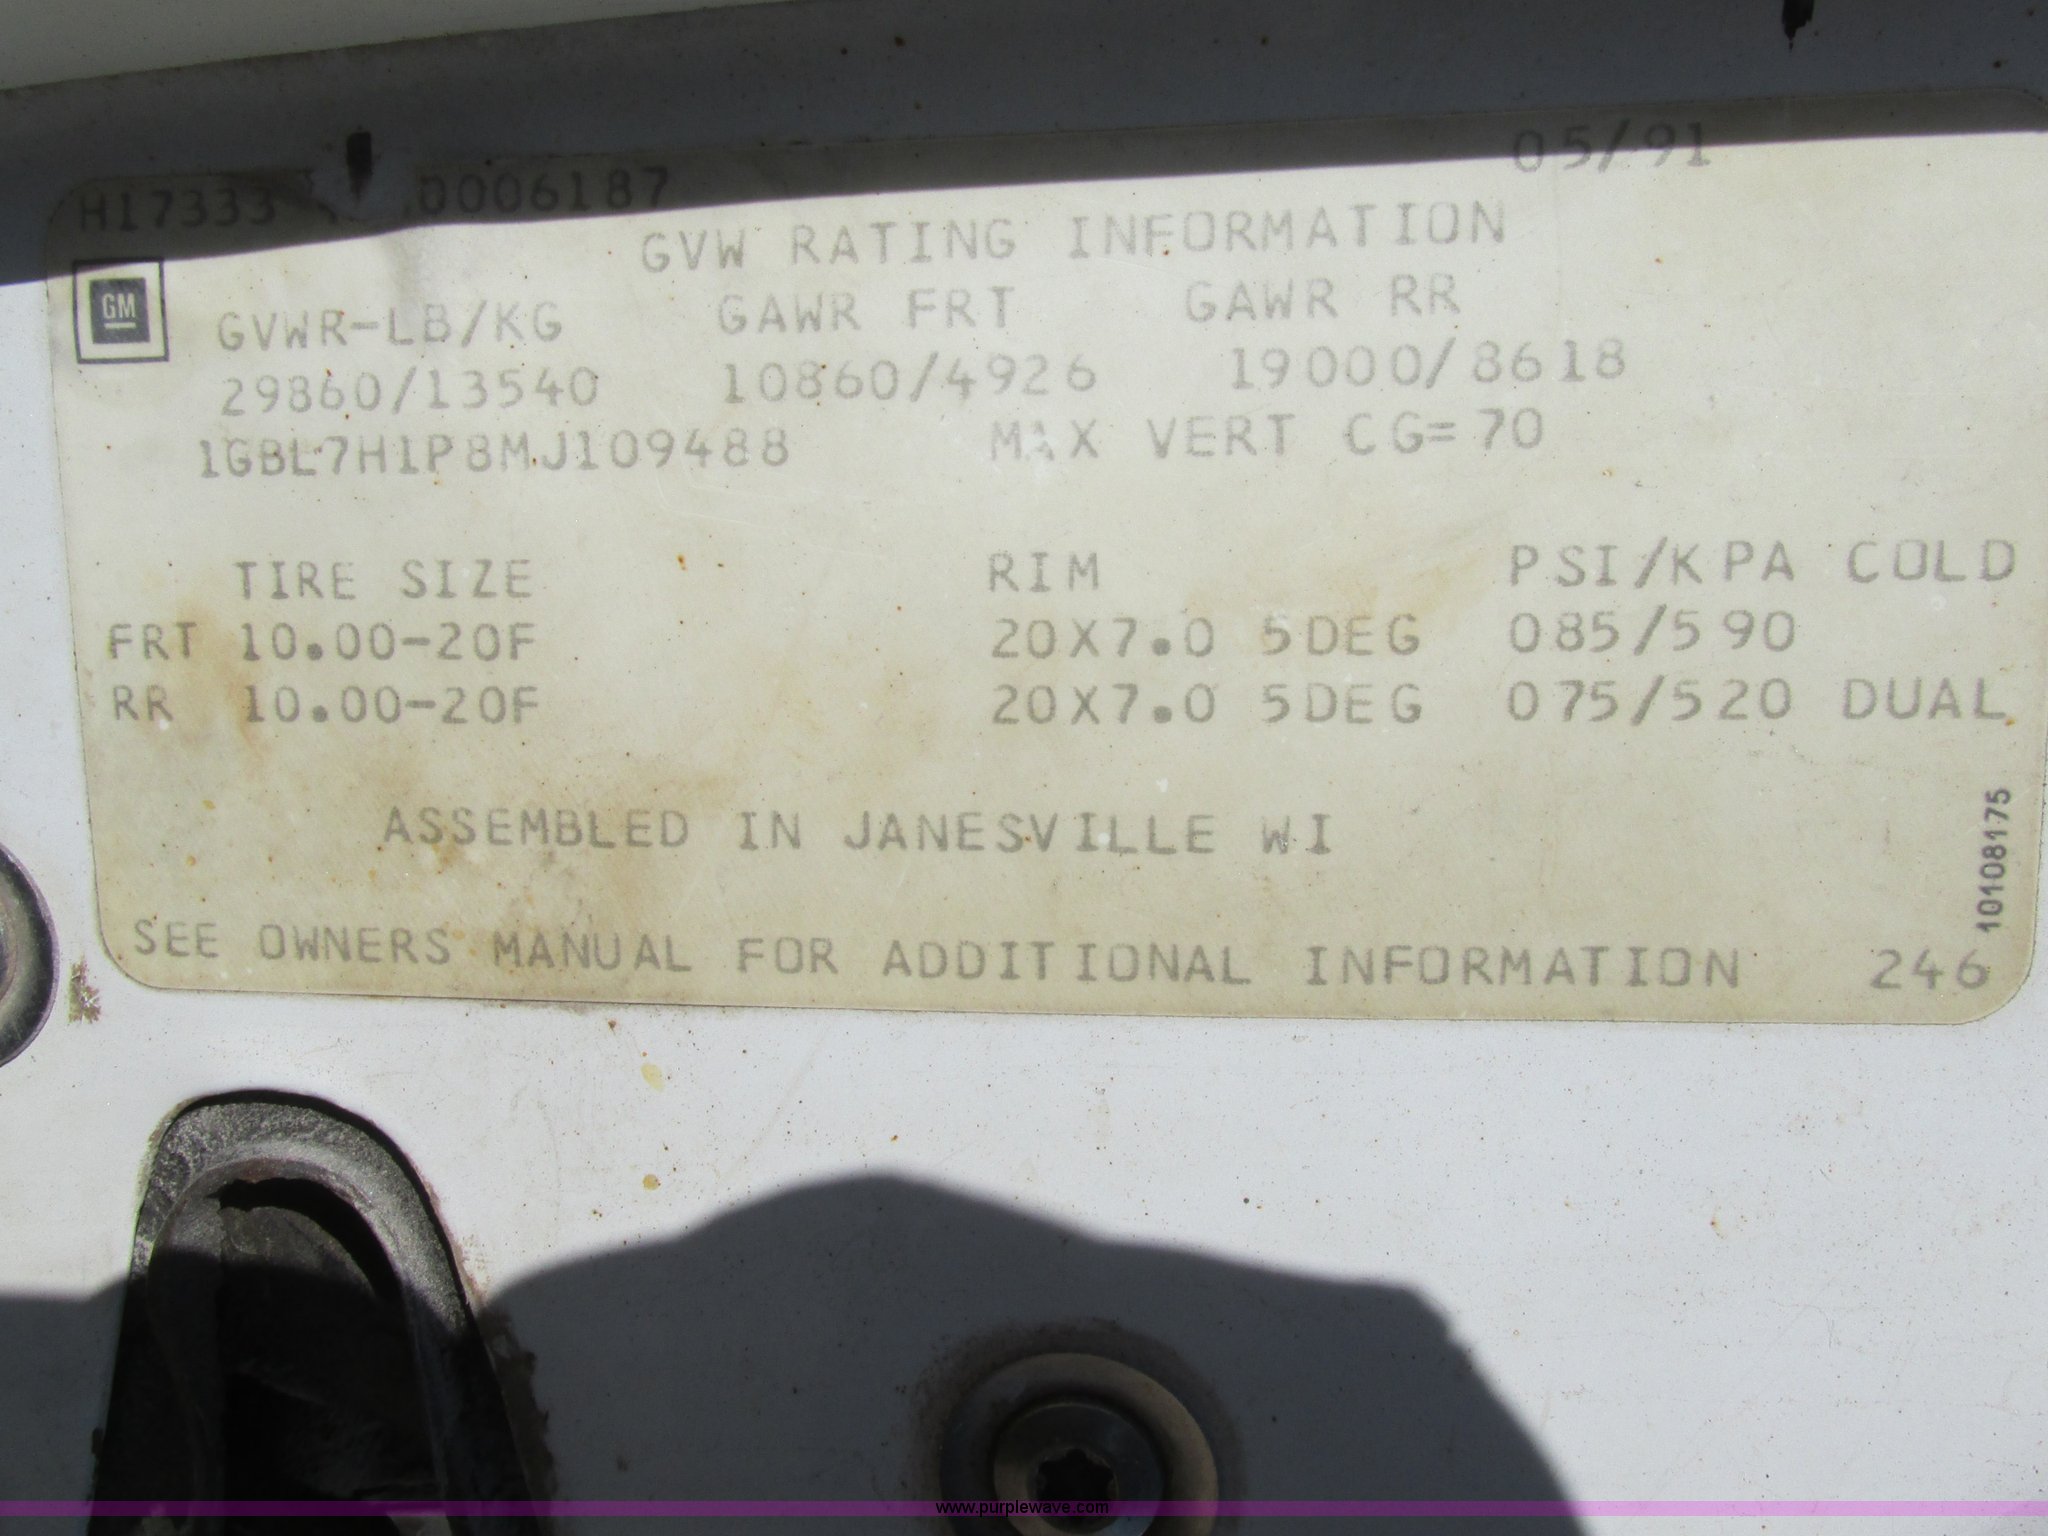 H17333 0006187 05/91
GM
GVW RATING INFORMATION
GVWR-LB/KG GAWR FRT GAWR RR
29860/13540 10860/4926 19000/8618
1GBL7H1P8MJ109488 MAX VERT CG=70
TIRE SIZE RIM PSI/KPA COLD
FRT 10.00-20F 20X7.0 5DEG 085/590
RR 10.00-20F 20X7.0 5DEG 075/520 DUAL
ASSEMBLED IN JANESVILLE WI
10108175
SEE OWNERS MANUAL FOR ADDITIONAL INFORMATION 246
www.purplewave.com